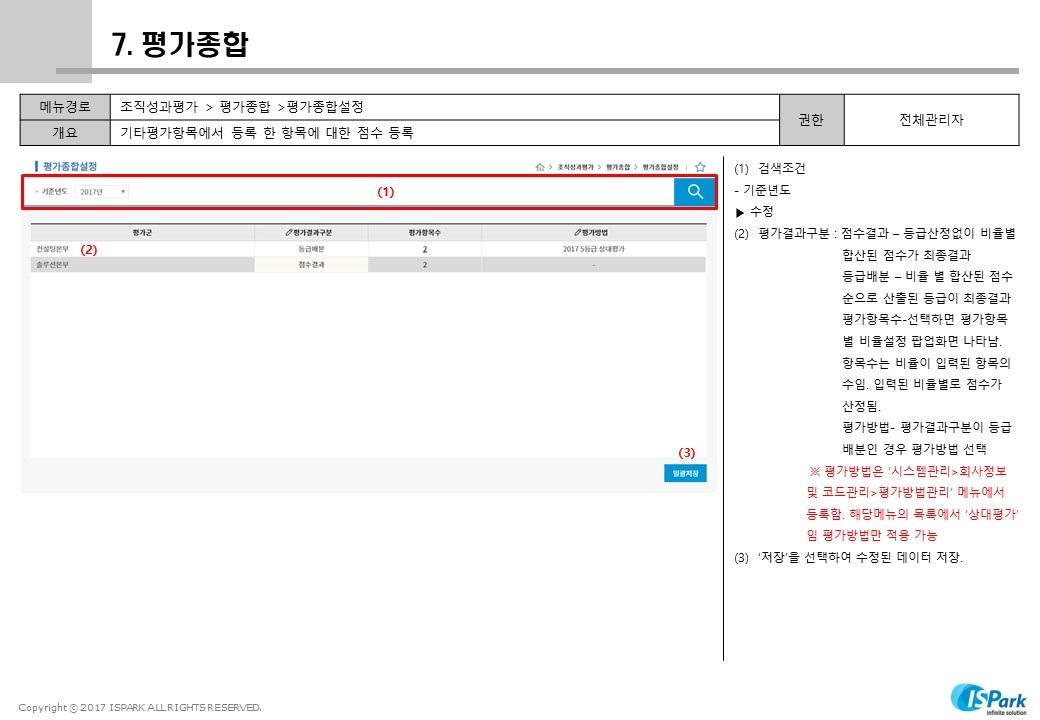 7. 평가종합
메뉴경로 조직성과평가 > 평가종합 >평가종합설정 권한 전체관리자
개요 기타평가항목에서 등록 한 항목에 대한 점수 등록
평가종합설정 > 조직성과평가 > 평가종합 > 평가종합설정
· 기준년도 2017년 (1)
평가군 평가결과구분 평가항목수 평가방법
컨설팅본부 (2) 등급배분 2 2017 5등급 상대평가
솔루션본부 점수결과 2 -
(3)
일괄저장
(1) 검색조건
- 기준년도
▶ 수정
(2) 평가결과구분 : 점수결과 – 등급산정없이 비율별
합산된 점수가 최종결과
등급배분 – 비율 별 합산된 점수
순으로 산출된 등급이 최종결과
평가항목수-선택하면 평가항목
별 비율설정 팝업화면 나타남.
항목수는 비율이 입력된 항목의
수임. 입력된 비율별로 점수가
산정됨.
평가방법- 평가결과구분이 등급
배분인 경우 평가방법 선택
※ 평가방법은 '시스템관리>회사정보
및 코드관리>평가방법관리' 메뉴에서
등록함. 해당메뉴의 목록에서 '상대평가'
임 평가방법만 적용 가능
(3) '저장'을 선택하여 수정된 데이터 저장.
Copyright ⓒ 2017 ISPARK ALL RIGHTS RESERVED.
ISPark
infinite solution